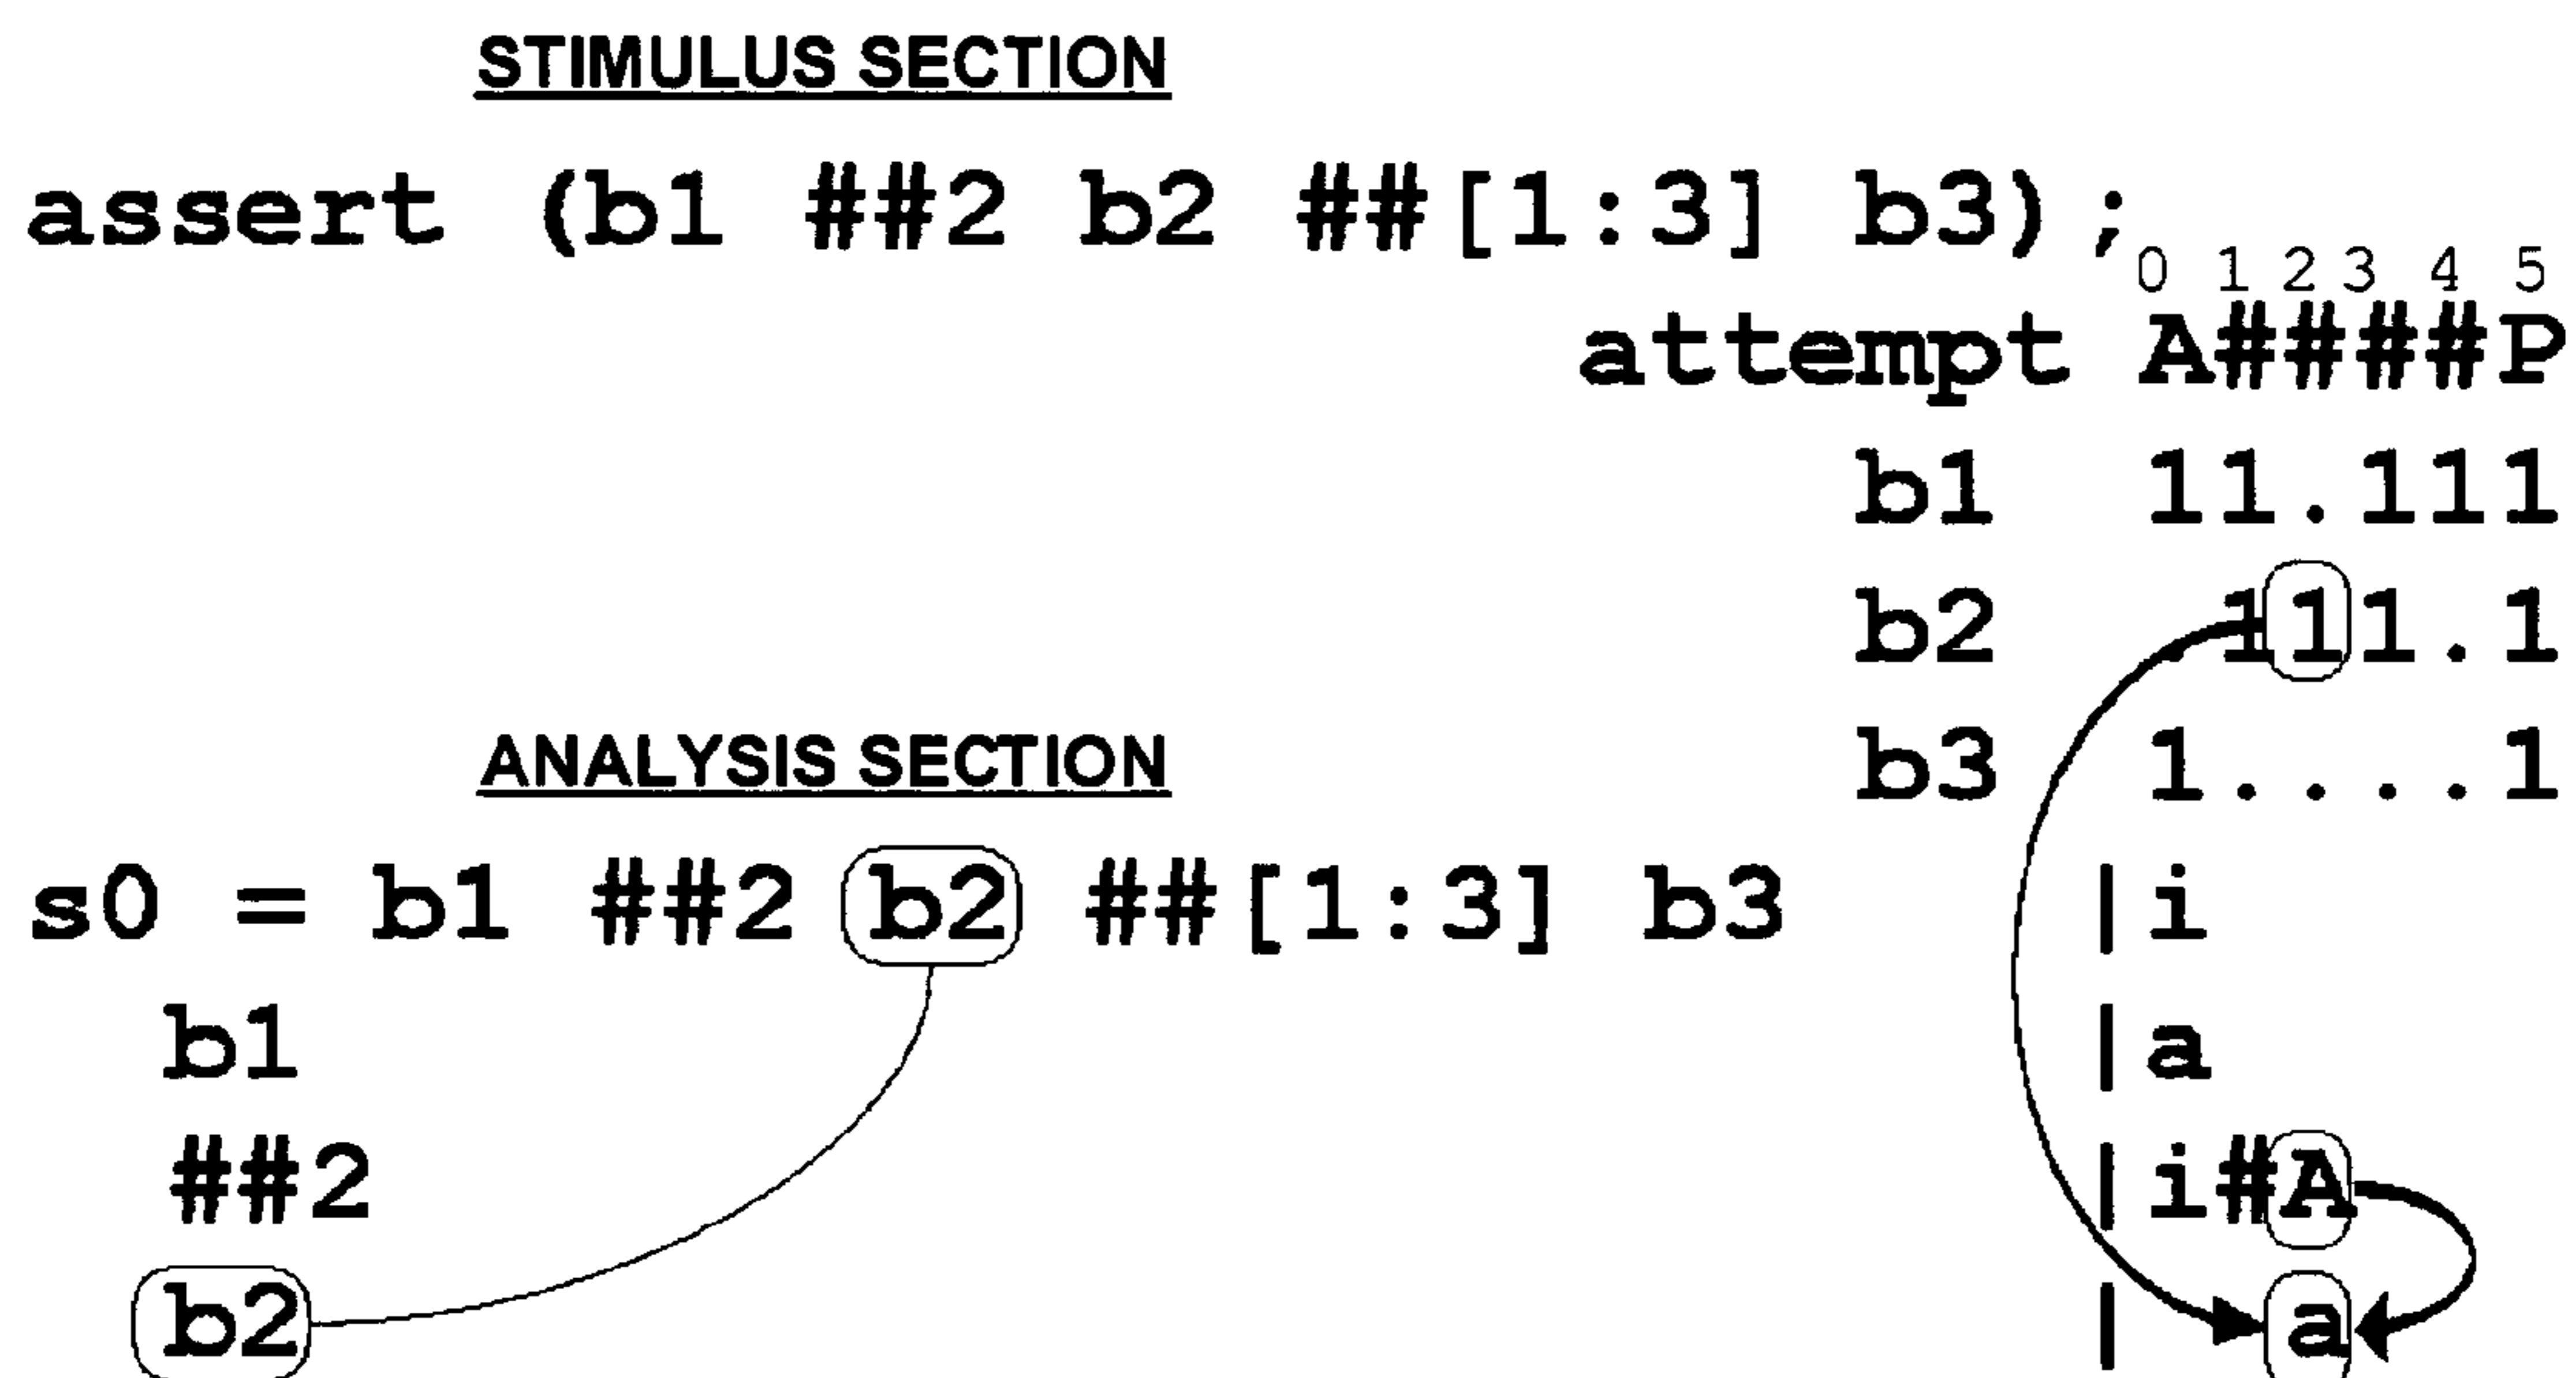 STIMULUS SECTION
assert (b1 ##2 b2 ##[1:3] b3);
0 1 2 3 4 5
attempt A####P
b1 11.111
b2 .111.1
b3 1....1
ANALYSIS SECTION
s0 = b1 ##2 b2 ##[1:3] b3 |i
b1 |a
##2 |i#A
b2 | a